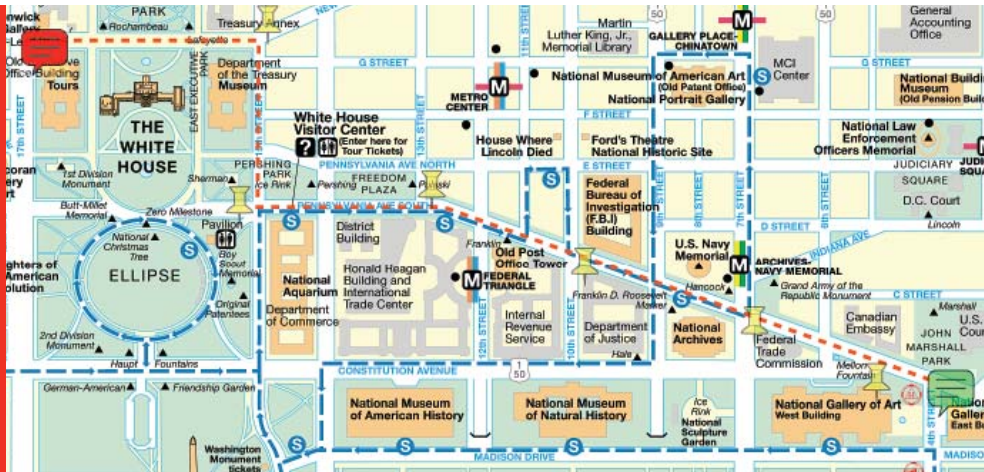 PARK
Rochambeau
Treasury Annex
NEW
50
50
Martin
Luther King, Jr.
Memorial Library
M
GALLERY PLACE-
CHINATOWN
General
Accounting
Office
11TH STREET
Lafayette
Office Building
Tours
17TH STREET
EAST EXECUTIVE
PARK
Department
of the Treasury
Museum
G STREET
G STREET
MCI
Center
S
National Museum of American Art
(Old Patent Office)
National Portrait Gallery
Museum
(Old Pension
M
METRO
CENTER
THE
WHITE
HOUSE
White House
Visitor Center
?
(Enter here for
Tour Tickets)
13TH STREET
F STREET
House Where
Lincoln Died
Ford's Theatre
National Historic Site
National Law
Enforcement
Officers Memorial
M
1st Division
Monument
Sherman
PERSHING
PARK
Ice Rink
PENNSYLVANIA AVE NORTH
Pershing
FREEDOM
PLAZA
E STREET
S
Federal
Bureau of
Investigation
(F.B.I)
Building
9TH STREET
8TH STREET
7TH STREET
6TH STREET
JUDICIARY
SQUARE
D.C. Court
Lincoln
Butt-Millet
Memorial
Zero Milestone
PENNSYLVANIA AVE SOUTH
S
S
D STREET
INDIANA AVE
National
Christmas
Tree
S
Pavilion
Boy
Scout
Memorial
ELLIPSE
Original
Patentees
District
Building
Franklin
Old Post
Office Tower
U.S. Navy
Memorial
M
ARCHIVES-
NAVY MEMORIAL
Hancock
Grand Army of the
Republic Monument
National
Aquarium
Department
of Commerce
Ronald Heagan
Building and
International
Trade Center
M
FEDERAL
TRIANGLE
Franklin D. Roosevelt
S
C STREET
Marshall
2nd Division
Monument
Haupt
Fountains
12TH STREET
Internal
Revenue
Service
10TH STREET
Department
of Justice
Hale
National
Archives
Federal
Trade
Commission
Canadian
Embassy
JOHN
MARSHALL
PARK
U.S.
Mellon
Fountain
German-American
Friendship Garden
CONSTITUTION AVENUE
1
50
National Museum
of American History
National Museum
of Natural History
Ice
Rink
National
Sculpture
Garden
National Gallery of Art
West Building
4TH
Washington
Monument
tickets
S
S
S
S
MADISON DRIVE